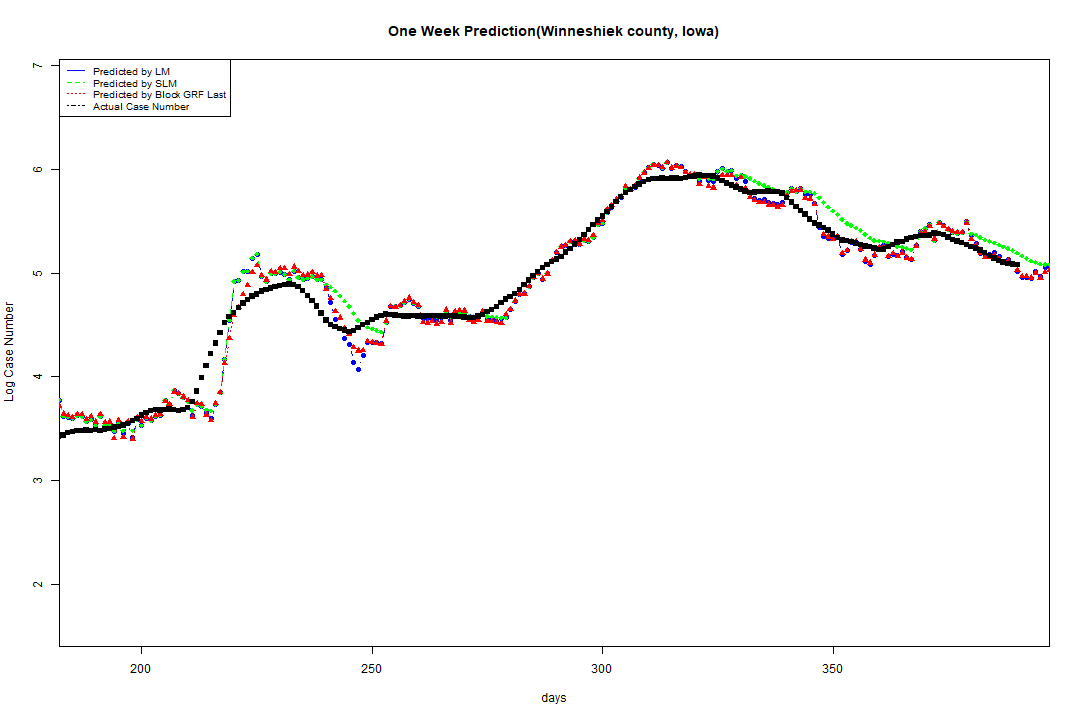 One Week Prediction(Winneshiek county, Iowa)
Predicted by LM
Predicted by SLM
Predicted by Block GRF Last
Actual Case Number
7
6
5
4
3
2
Log Case Number
200
250
300
350
days